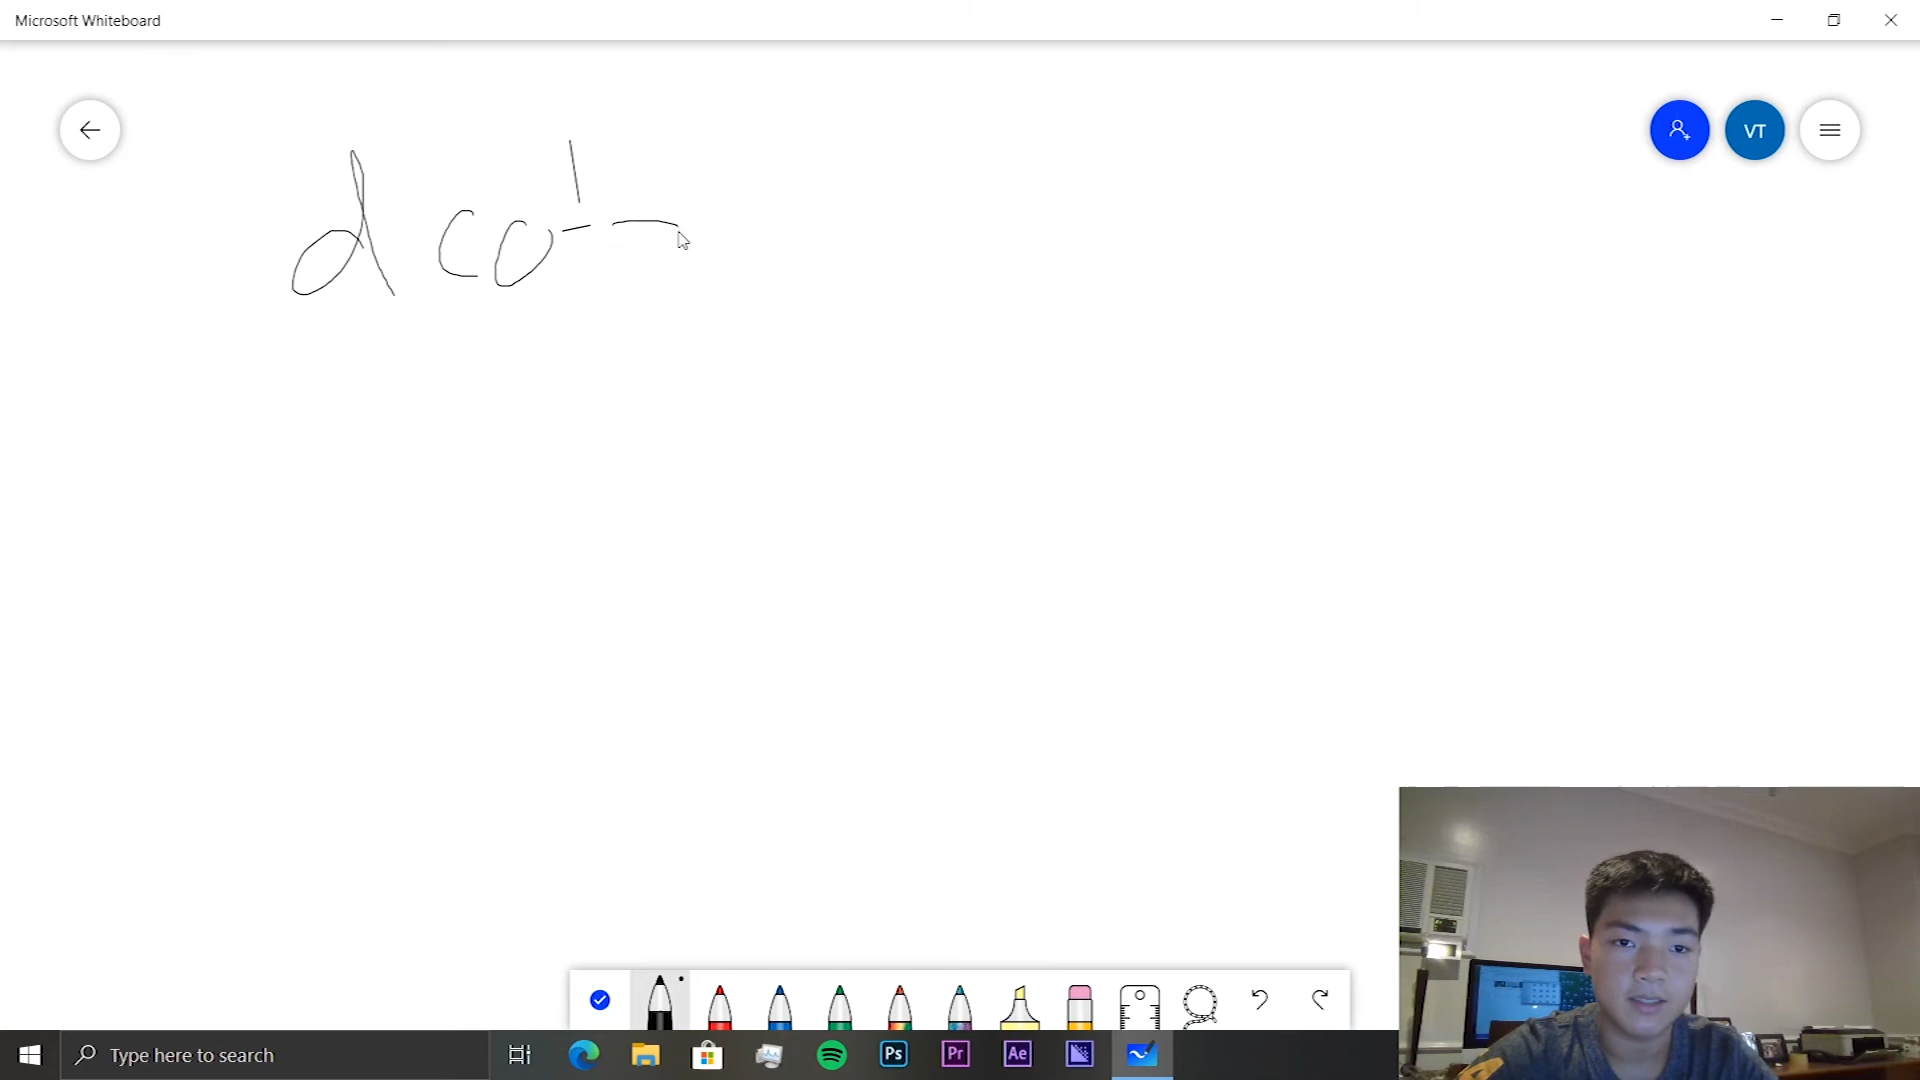 Microsoft Whiteboard
VT
d co
Type here to search
Ps
Pr
Ae